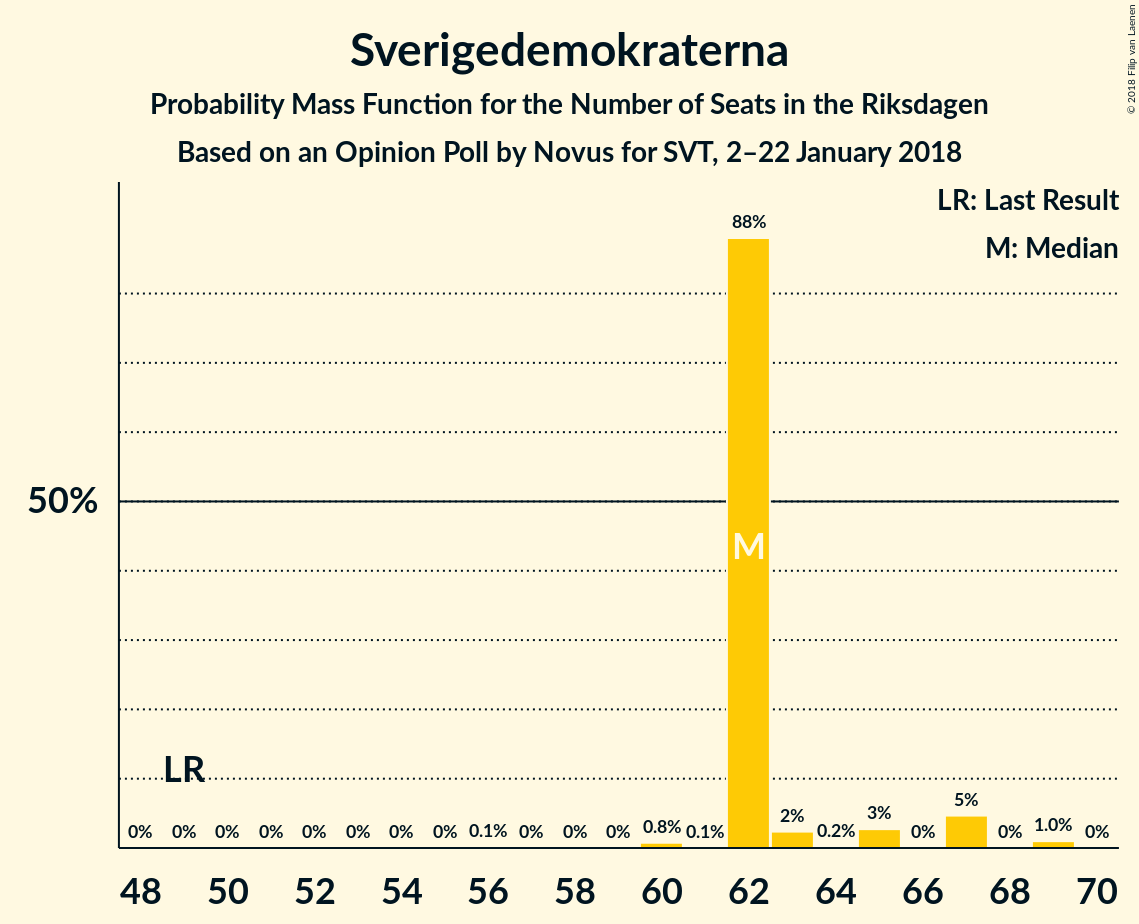 Sverigedemokraterna
Probability Mass Function for the Number of Seats in the Riksdagen
Based on an Opinion Poll by Novus for SVT, 2–22 January 2018
© 2018 Filip van Laenen
LR: Last Result
M: Median
88%
50%
M
LR
0% 0% 0% 0% 0% 0% 0% 0% 0.1% 0% 0% 0% 0.8% 0.1% 2% 0.2% 3% 0% 5% 0% 1.0% 0%
48 50 52 54 56 58 60 62 64 66 68 70